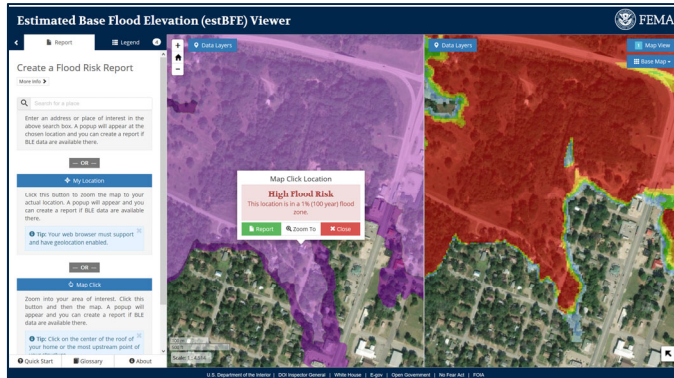 Estimated Base Flood Elevation (estBFE) Viewer
FEMA
Report
Legend
4
Create a Flood Risk Report
More Info
Search for a place
Enter an address or place of interest in the
above search box. A popup will appear at the
chosen location and you can create a report if
BLE data are available there.
— OR —
My Location
Click this button to zoom the map to your
actual location. A popup will appear and you
can create a report if BLE data are available
there.
Tip: Your web browser must support
and have geolocation enabled.
— OR —
Map Click
Zoom into your area of interest. Click this
button and then the map. A popup will
appear and you can create a report if BLE
data are available there.
Tip: Click on the center of the roof of
your home or the most upstream point of
Quick Start
Glossary
About
+
−
Data Layers
Map Click Location
High Flood Risk
This location is in a 1% (100 year) flood
zone.
Report
Zoom To
Close
Data Layers
Map View
Base Map
U.S. Department of the Interior | DOI Inspector General | White House | E-gov | Open Government | No Fear Act | FOIA